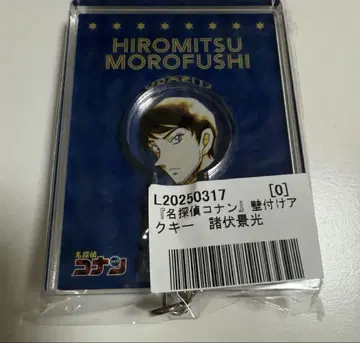 HIROMITSU
MOROFUSHI
L20250317 [0]
『名探偵コナン』壁付けア
クキー 諸伏景光
名探偵
コナン